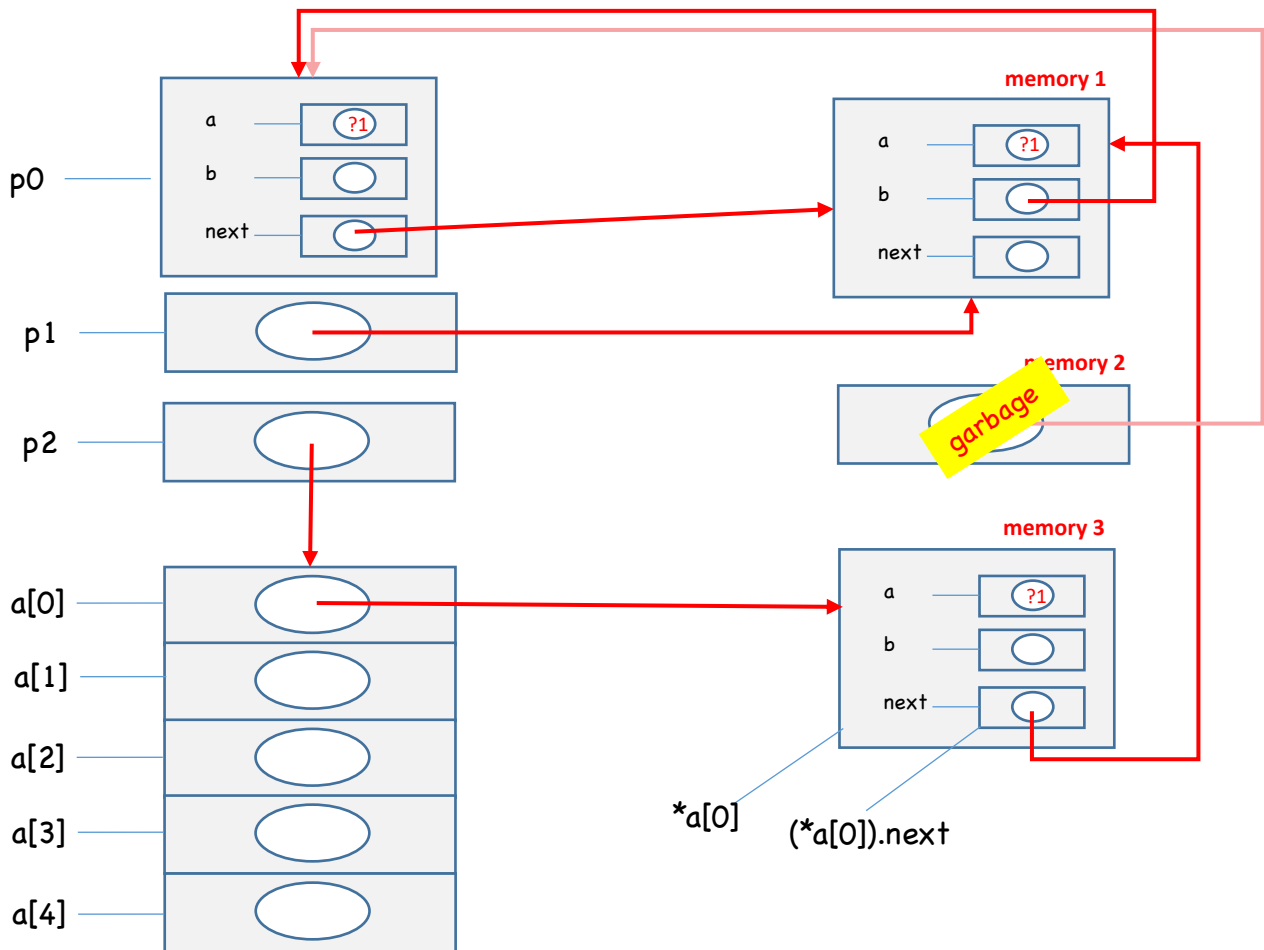 memory 1
a
?1
b
next
p0
a
?1
b
next
p1
memory 2
garbage
p2
memory 3
a[0]
a
?1
b
next
a[1]
a[2]
*a[0]
(*a[0]).next
a[3]
a[4]